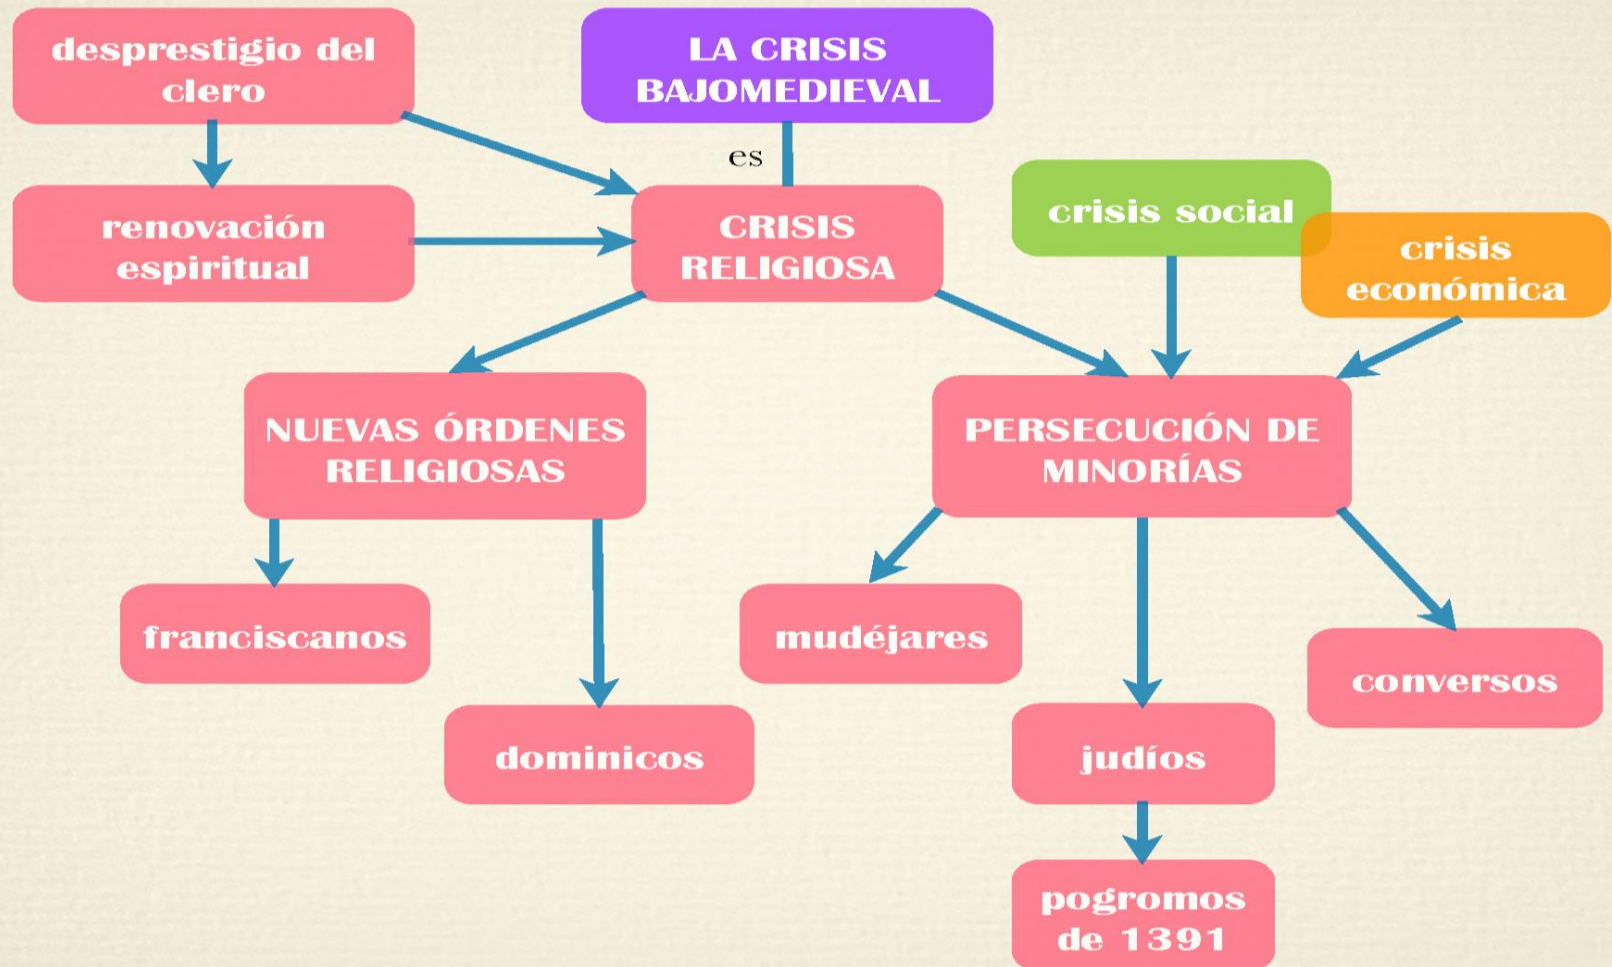 desprestigio del
clero
LA CRISIS
BAJOMEDIEVAL
es
renovación
espiritual
CRISIS
RELIGIOSA
crisis social
crisis
económica
NUEVAS ÓRDENES
RELIGIOSAS
PERSECUCIÓN DE
MINORÍAS
franciscanos
mudéjares
conversos
dominicos
judíos
pogromos
de 1391